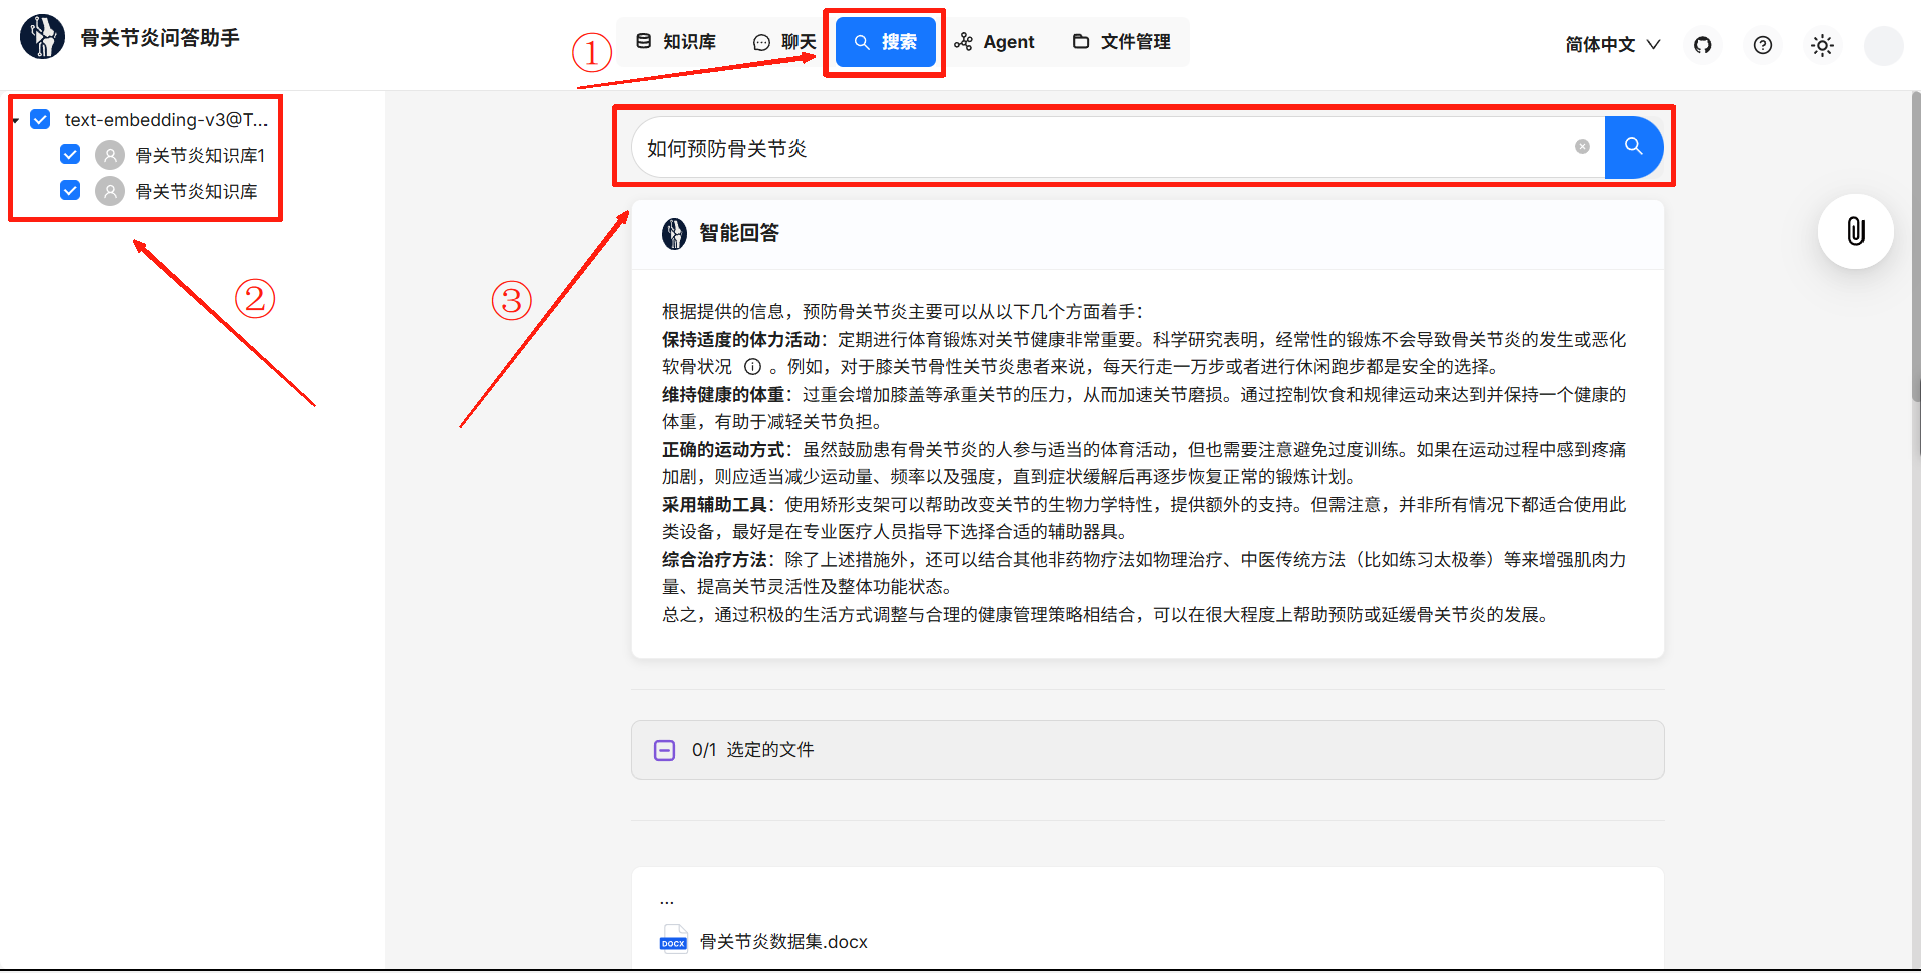 骨关节炎问答助手
① 知识库 聊天 搜索 Agent 文件管理 简体中文
text-embedding-v3@T...
骨关节炎知识库1
骨关节炎知识库
②
如何预防骨关节炎
③
智能回答
根据提供的信息，预防骨关节炎主要可以从以下几个方面着手：
保持适度的体力活动：定期进行体育锻炼对关节健康非常重要。科学研究表明，经常性的锻炼不会导致骨关节炎的发生或恶化
软骨状况 。例如，对于膝关节骨性关节炎患者来说，每天行走一万步或者进行休闲跑步都是安全的选择。
维持健康的体重：过重会增加膝盖等承重关节的压力，从而加速关节磨损。通过控制饮食和规律运动来达到并保持一个健康的
体重，有助于减轻关节负担。
正确的运动方式：虽然鼓励患有骨关节炎的人参与适当的体育活动，但也需要注意避免过度训练。如果在运动过程中感到疼痛
加剧，则应适当减少运动量、频率以及强度，直到症状缓解后再逐步恢复正常的锻炼计划。
采用辅助工具：使用矫形支架可以帮助改变关节的生物力学特性，提供额外的支持。但需注意，并非所有情况下都适合使用此
类设备，最好是在专业医疗人员指导下选择合适的辅助器具。
综合治疗方法：除了上述措施外，还可以结合其他非药物疗法如物理治疗、中医传统方法（比如练习太极拳）等来增强肌肉力
量、提高关节灵活性及整体功能状态。
总之，通过积极的生活方式调整与合理的健康管理策略相结合，可以在很大程度上帮助预防或延缓骨关节炎的发展。
0/1 选定的文件
...
DOCX 骨关节炎数据集.docx